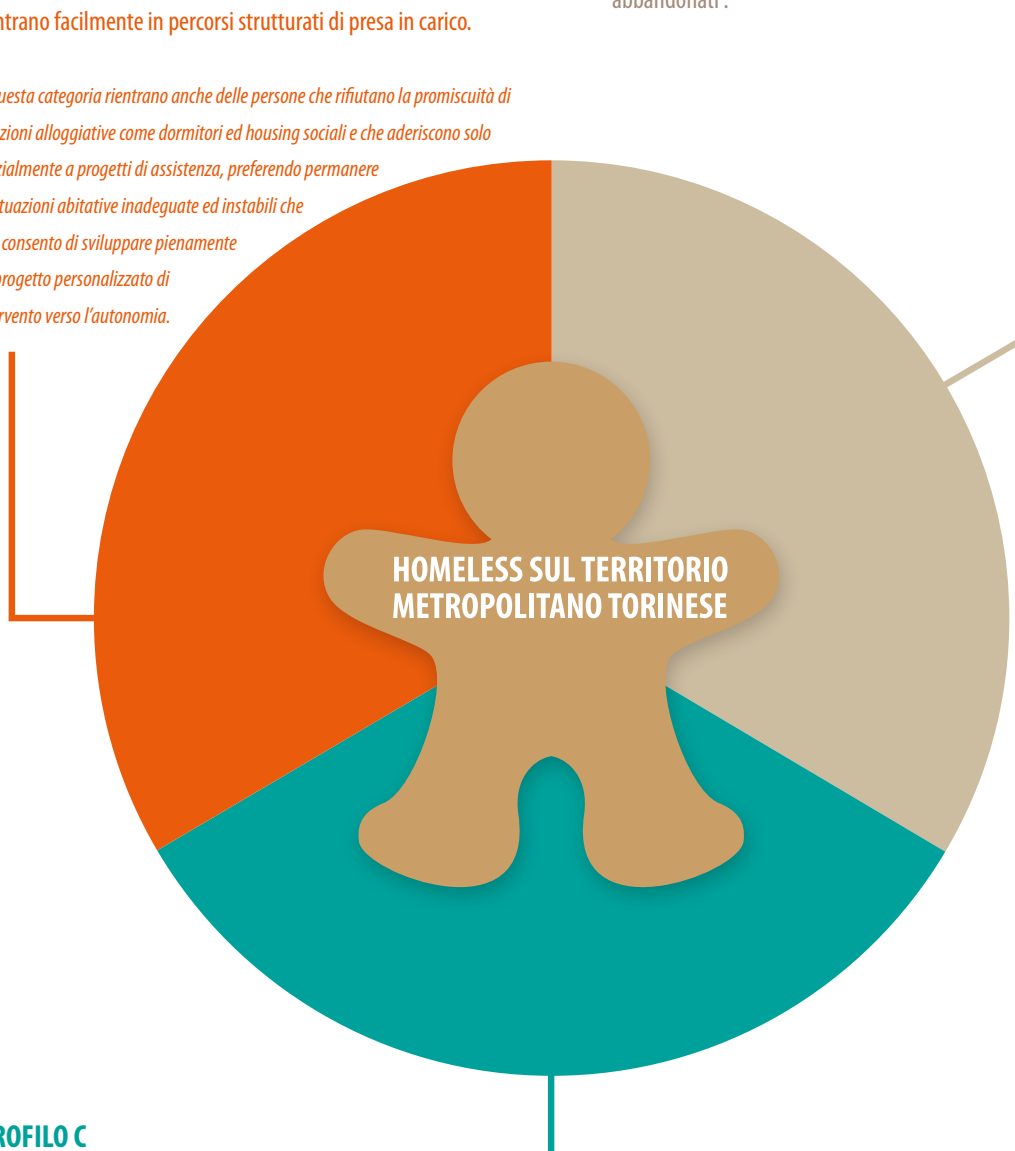 ntrano facilmente in percorsi strutturati di presa in carico.
uesta categoria rientrano anche delle persone che rifiutano la promiscuità di
zioni alloggiative come dormitori ed housing sociali e che aderiscono solo
zialmente a progetti di assistenza, preferendo permanere
tuazioni abitative inadeguate ed instabili che
consento di sviluppare pienamente
progetto personalizzato di
rvento verso l'autonomia.
abbandonati".
HOMELESS SUL TERRITORIO
METROPOLITANO TORINESE
ROFILO C